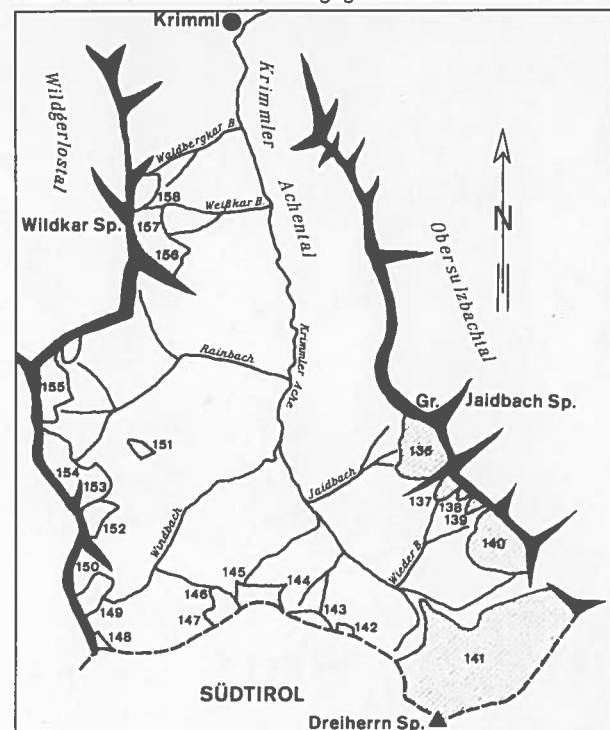 Krimml
Wildgerlostal
Krimmler
Achental
Waldbergkar B.
158
Weißkar B.
157
Wildkar Sp.
156
N
Obersulzbachtal
Rainbach
Krimmler Ache
155
Gr. Jaidbach Sp.
151
136
154
153
Jaidbach
137
138
139
152
Windbach
140
Wieder B.
150
145
144
146
149
143
147
142
148
141
SÜDTIROL
Dreiherrn Sp.